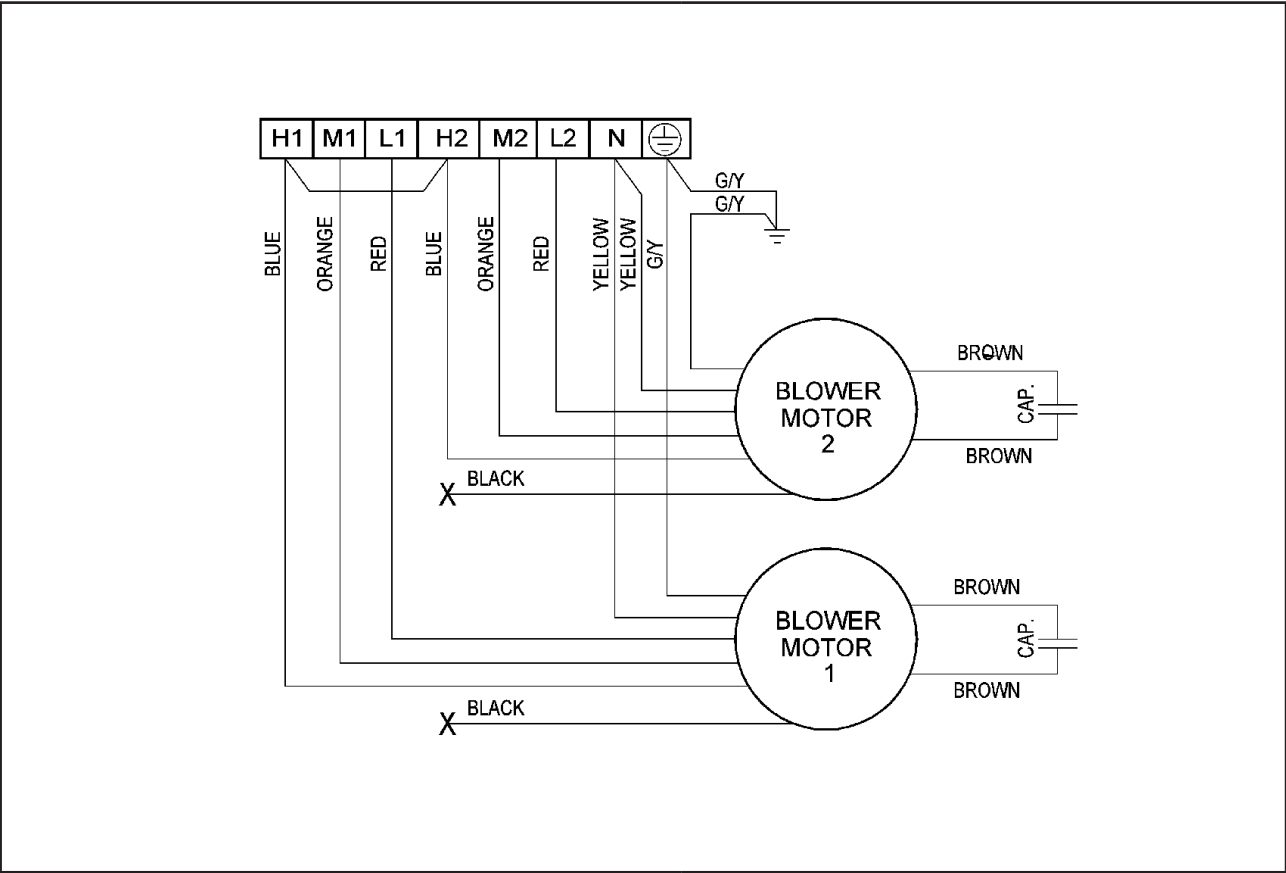 H1 M1 L1 H2 M2 L2 N
G/Y
G/Y
BLUE
ORANGE
RED
BLUE
ORANGE
RED
YELLOW
YELLOW
G/Y
BROWN
BLOWER
MOTOR
2
CAP.
BROWN
X BLACK
BROWN
BLOWER
MOTOR
1
CAP.
BROWN
X BLACK